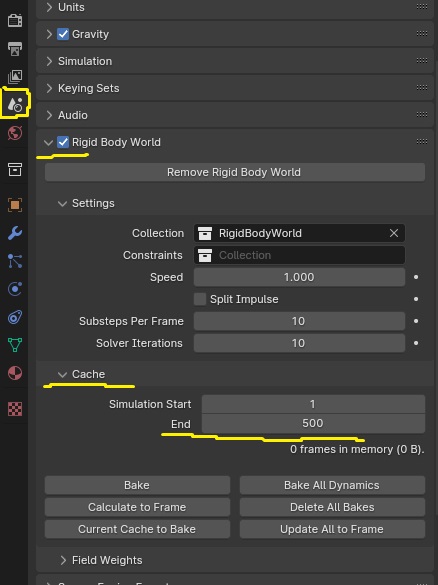 Units
Gravity
Simulation
Keying Sets
Audio
Rigid Body World
Remove Rigid Body World
Settings
Collection RigidBodyWorld
Constraints Collection
Speed 1.000
Split Impulse
Substeps Per Frame 10
Solver Iterations 10
Cache
Simulation Start 1
End 500
0 frames in memory (0 B).
Bake Bake All Dynamics
Calculate to Frame Delete All Bakes
Current Cache to Bake Update All to Frame
Field Weights